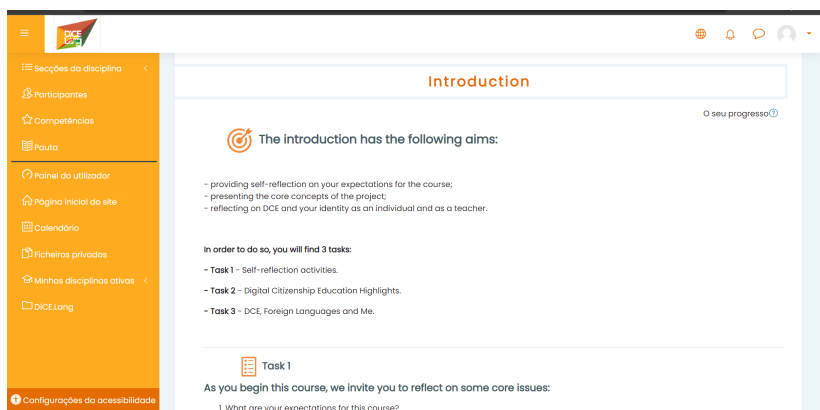 DiCE
Lang
Secções da disciplina
Participantes
Competências
Pauta
Painel do utilizador
Página inicial do site
Calendário
Ficheiros privados
Minhas disciplinas ativas
DiCELang
Configurações da acessibilidade
Introduction
O seu progresso
The introduction has the following aims:
- providing self-reflection on your expectations for the course;
- presenting the core concepts of the project;
- reflecting on DCE and your identity as an individual and as a teacher.
In order to do so, you will find 3 tasks:
- Task 1 - Self-reflection activities.
- Task 2 - Digital Citizenship Education Highlights.
- Task 3 - DCE, Foreign Languages and Me.
Task 1
As you begin this course, we invite you to reflect on some core issues:
1. What are your expectations for this course?